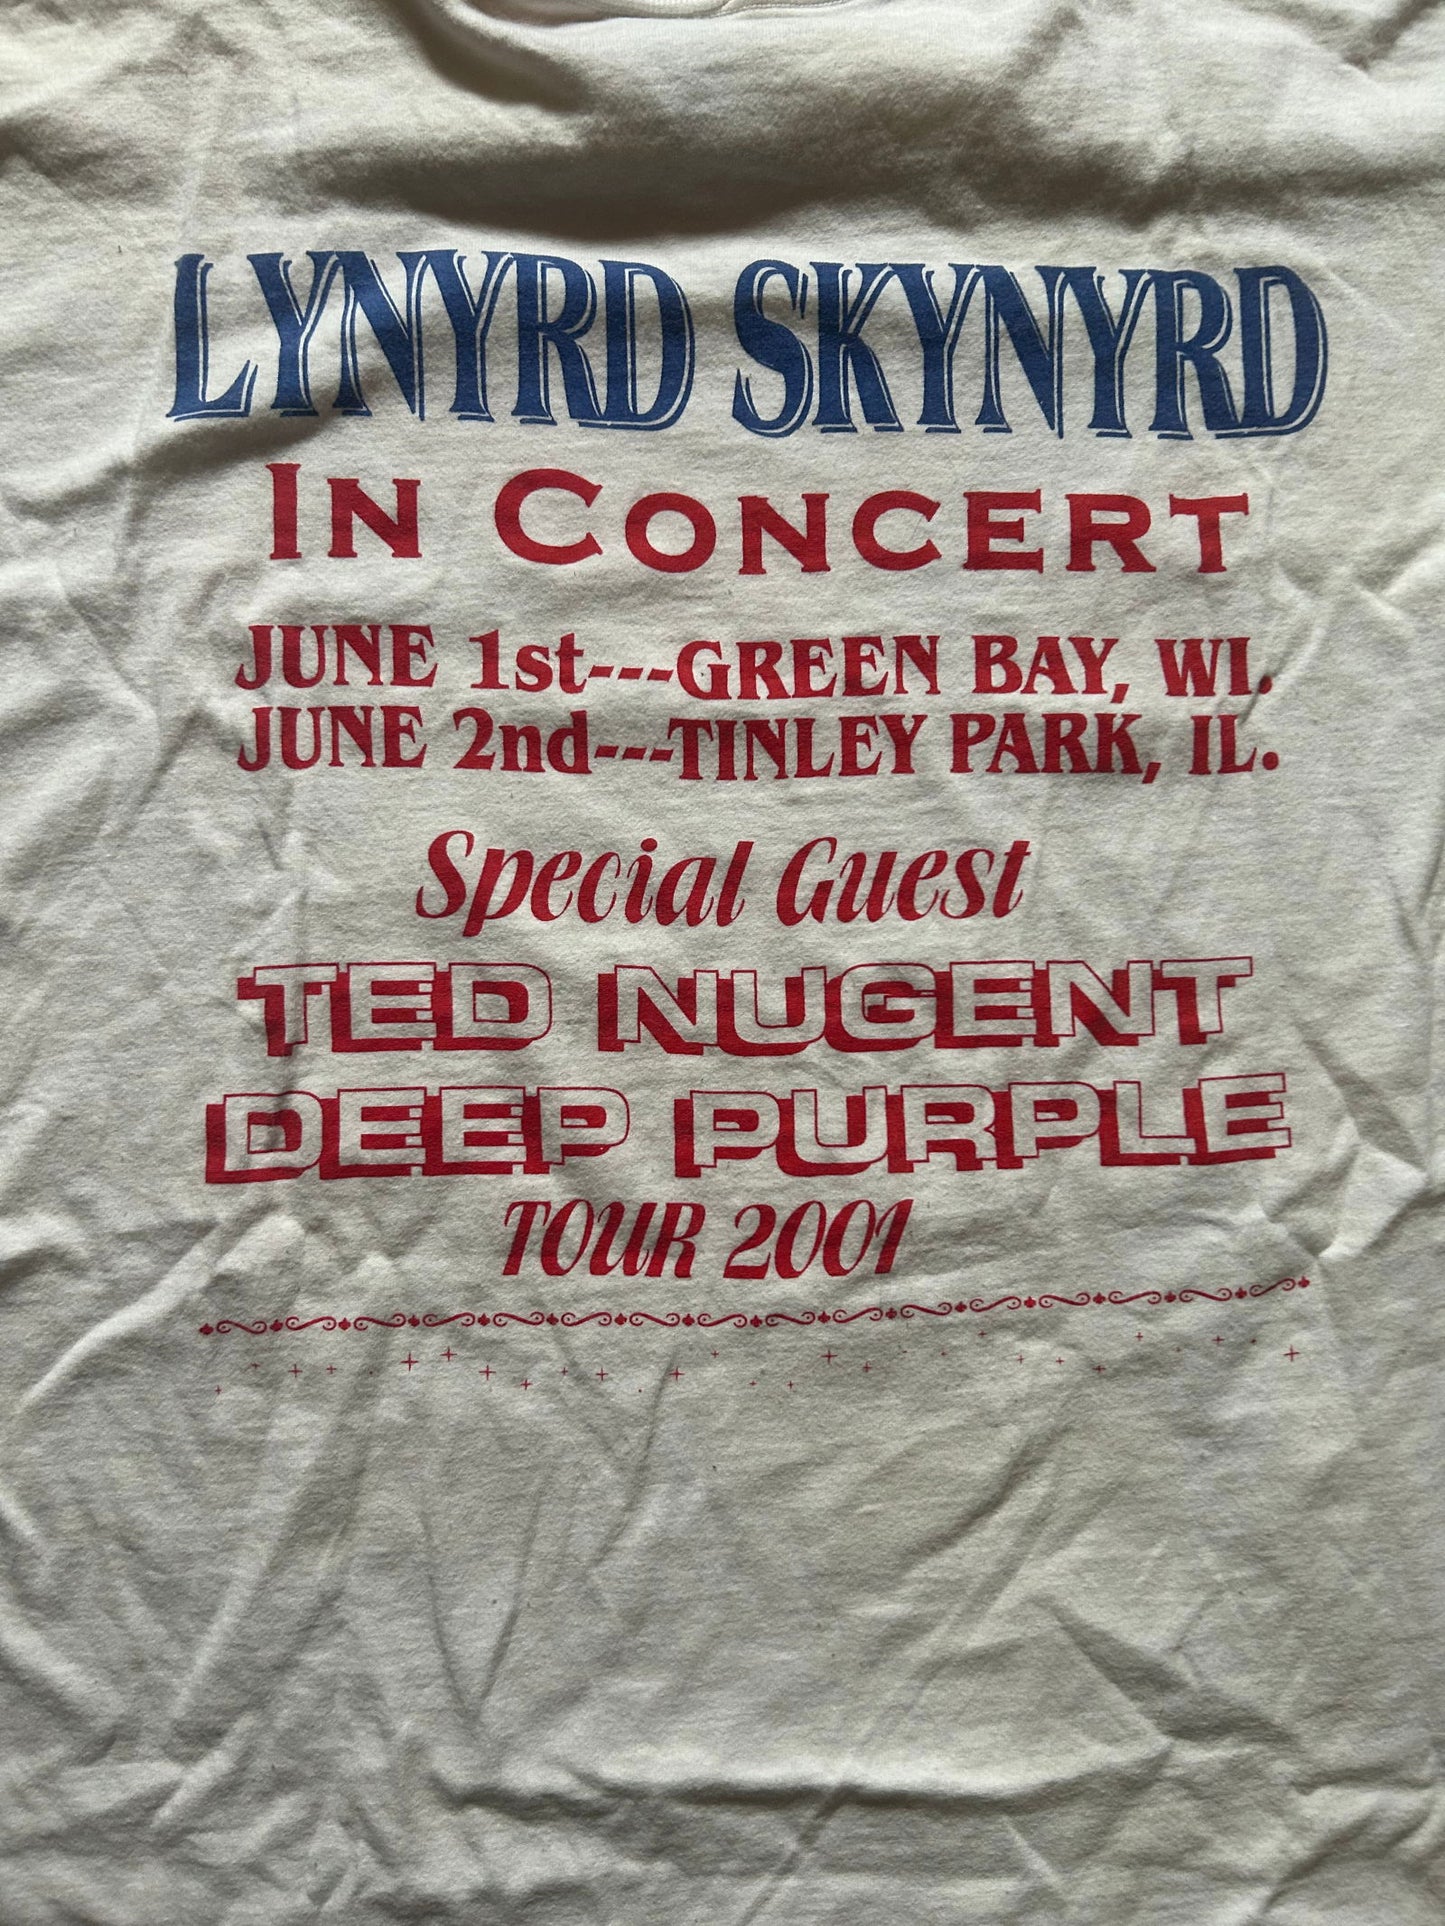 LYNYRD SKYNYRD
IN CONCERT
JUNE 1st---GREEN BAY, WI.
JUNE 2nd---TINLEY PARK, IL.
Special Guest
TED NUGENT
DEEP PURPLE
TOUR 2001